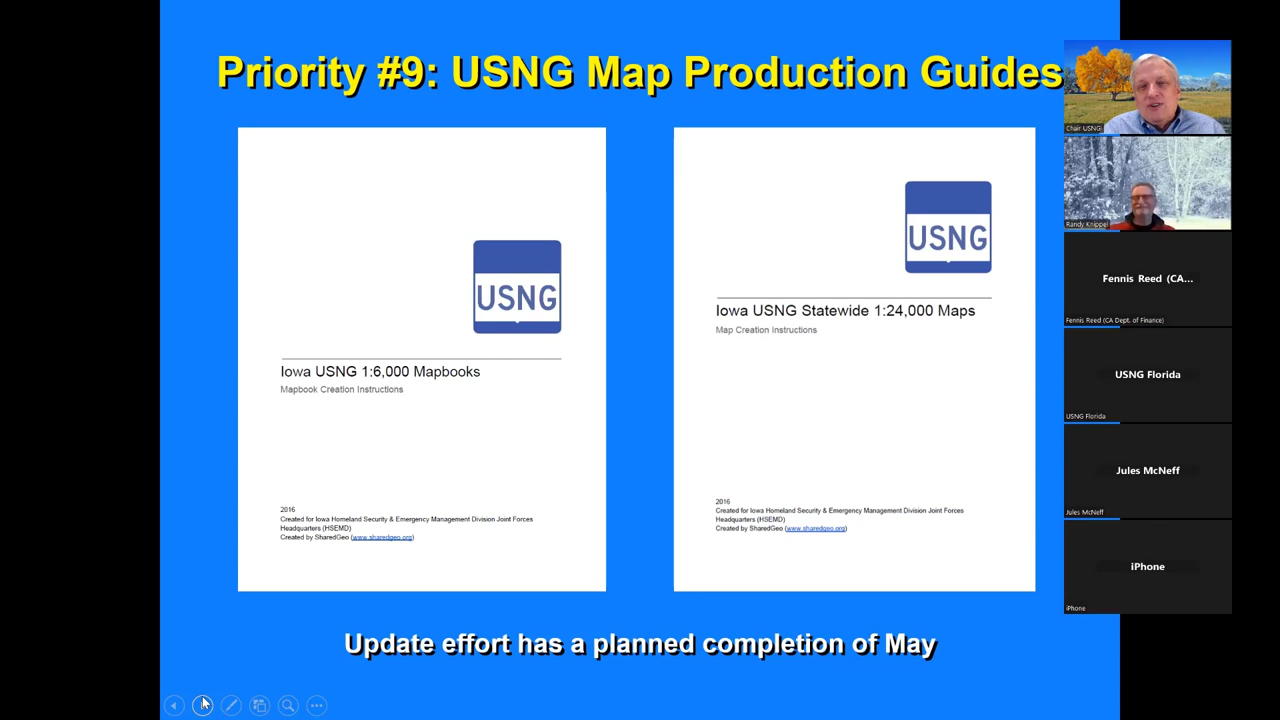 Priority #9: USNG Map Production Guides
USNG
Iowa USNG 1:6,000 Mapbooks
Mapbook Creation Instructions
2016
Created for Iowa Homeland Security & Emergency Management Division Joint Forces
Headquarters (HSEMD)
Created by SharedGeo (www.sharedgeo.org)
USNG
Iowa USNG Statewide 1:24,000 Maps
Map Creation Instructions
2016
Created for Iowa Homeland Security & Emergency Management Division Joint Forces
Headquarters (HSEMD)
Created by SharedGeo (www.sharedgeo.org)
Update effort has a planned completion of May
Chair USNGI
Randy Knippel
Fennis Reed (CA...
Fennis Reed (CA Dept. of Finance)
USNG Florida
USNG Florida
Jules McNeff
Jules McNeff
iPhone
iPhone